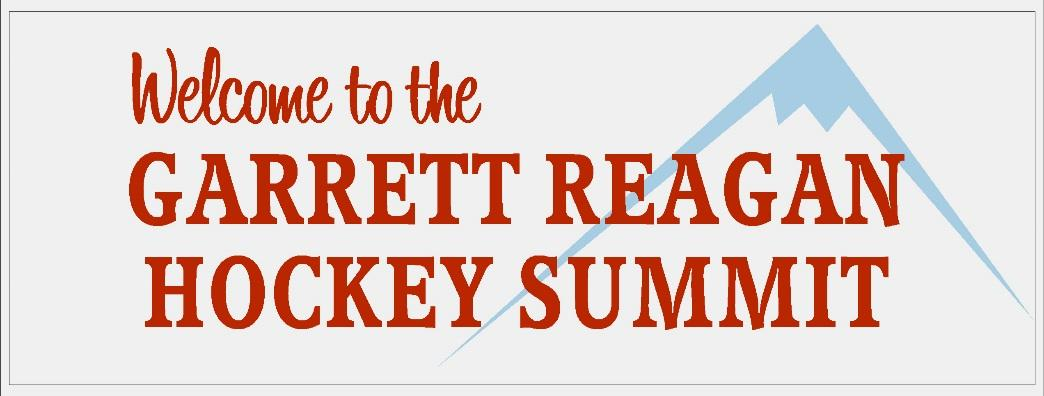 Welcome to the
GARRETT REAGAN
HOCKEY SUMMIT